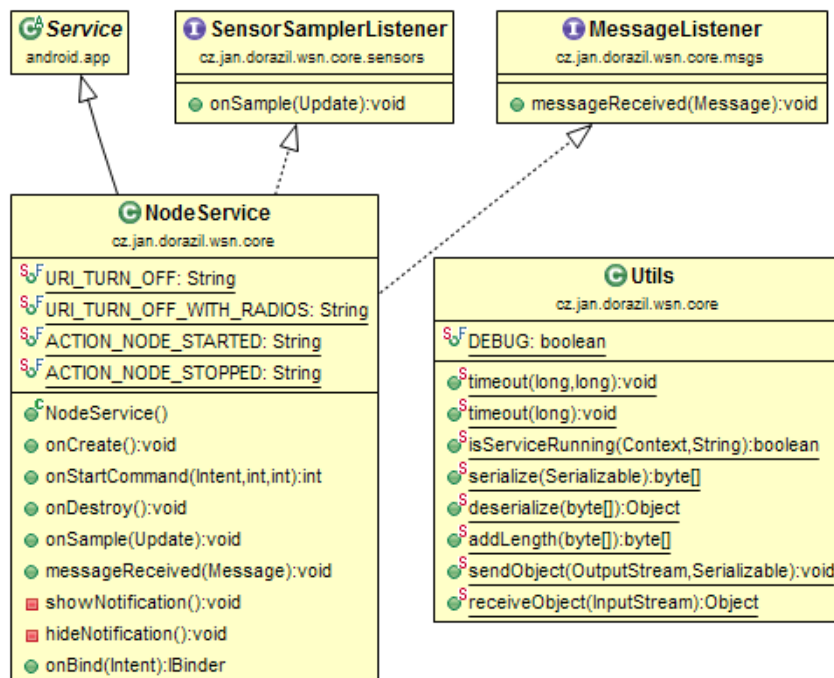 Service
android.app
SensorSamplerListener
cz.jan.dorazil.wsn.core.sensors
onSample(Update):void
MessageListener
cz.jan.dorazil.wsn.core.msgs
messageReceived(Message):void
NodeService
cz.jan.dorazil.wsn.core
URI_TURN_OFF: String
URI_TURN_OFF_WITH_RADIOS: String
ACTION_NODE_STARTED: String
ACTION_NODE_STOPPED: String
NodeService()
onCreate():void
onStartCommand(Intent,int,int):int
onDestroy():void
onSample(Update):void
messageReceived(Message):void
showNotification():void
hideNotification():void
onBind(Intent):IBinder
Utils
cz.jan.dorazil.wsn.core
DEBUG: boolean
timeout(long,long):void
timeout(long):void
isServiceRunning(Context,String):boolean
serialize(Serializable):byte[]
deserialize(byte[]):Object
addLength(byte[]):byte[]
sendObject(OutputStream,Serializable):void
receiveObject(InputStream):Object